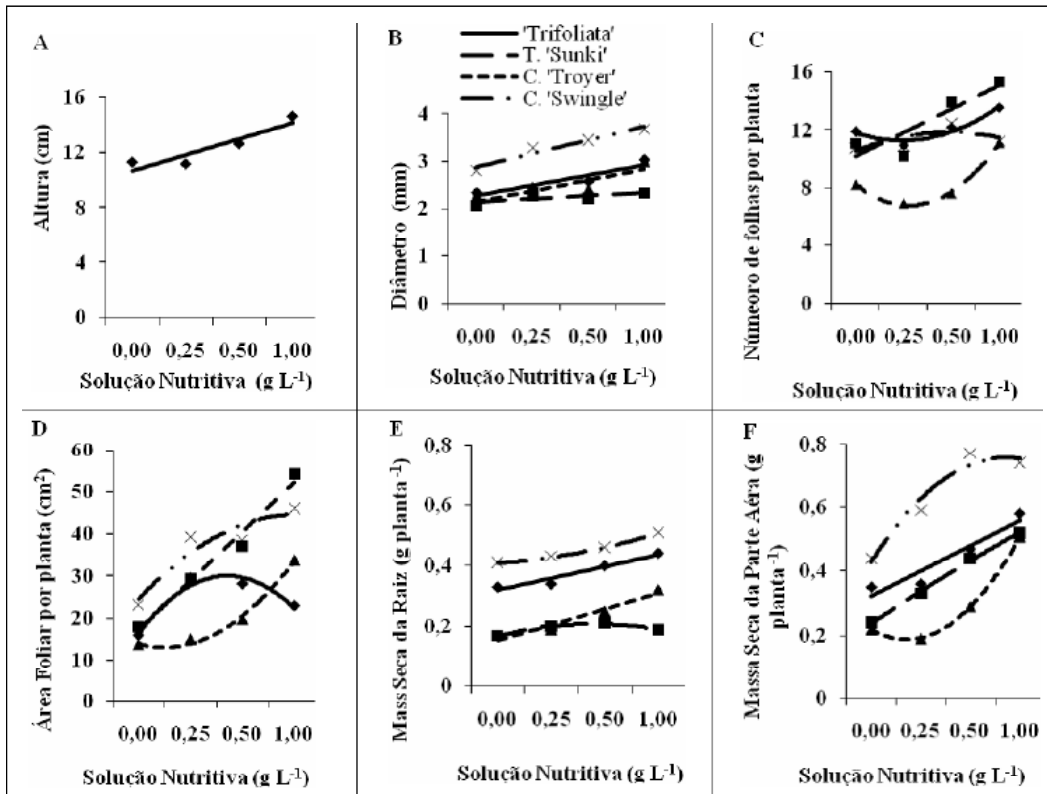 A
16
12
8
4
0
Altura (cm)
0,00 0,25 0,50 1,00
Solução Nutritiva (g L-1)
B
'Trifoliata'
T. 'Sunki'
C. 'Troyer'
C. 'Swingle'
4
3
2
1
0
Diâmetro (mm)
0,00 0,25 0,50 1,00
Solução Nutritiva (g L-1)
C
16
12
8
4
0
Númeoro de folhas por planta
0,00 0,25 0,50 1,00
Solução Nutritiva (g L-1)
D
60
50
40
30
20
10
0
Área Foliar por planta (cm2)
0,00 0,25 0,50 1,00
Solução Nutritiva (g L-1)
E
0,8
0,6
0,4
0,2
0
Mass Seca da Raiz (g planta-1)
0,00 0,25 0,50 1,00
Solução Nutritiva (g L-1)
F
0,8
0,6
0,4
0,2
0
Massa Seca da Parte Aéra (g
planta-1)
0,00 0,25 0,50 1,00
Solução Nutritiva (g L-1)